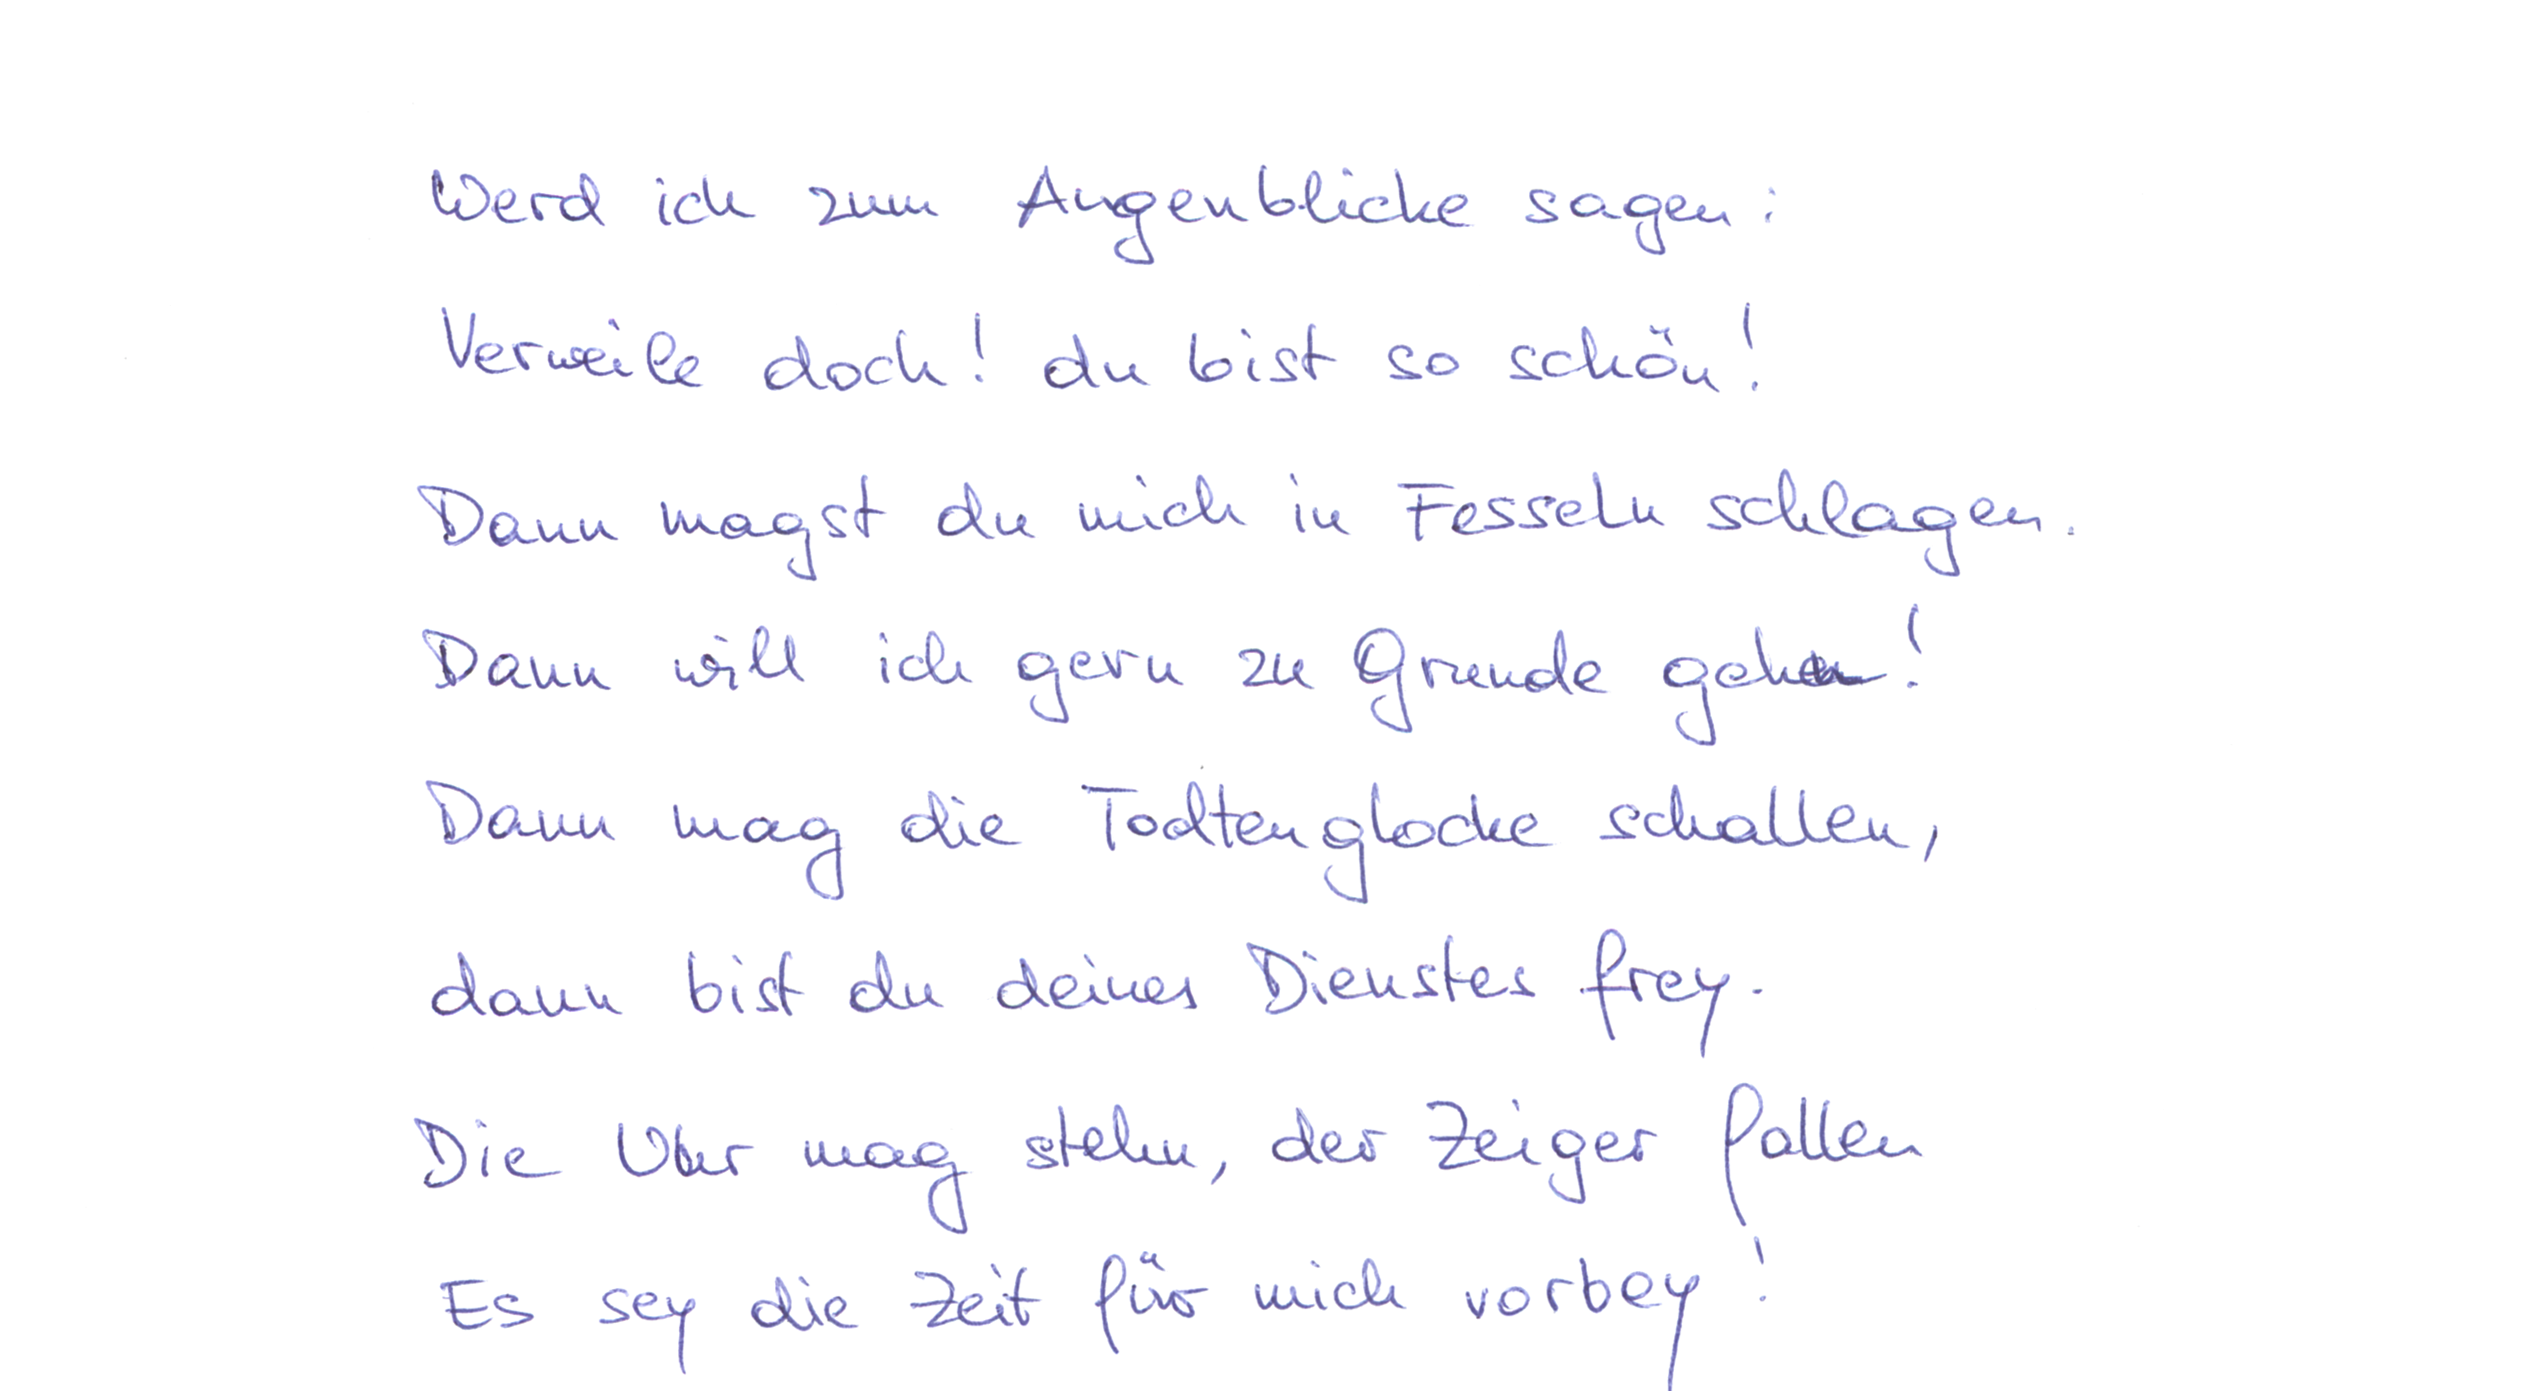 Werd ich zum Augenblicke sagen:
Verweile doch! du bist so schön!
Dann magst du mich in Fesseln schlagen.
Dann will ich gern zu Grunde gehn!
Dann mag die Todtenglocke schallen,
dann bist du deines Dienstes frey.
Die Uhr mag stehn, der Zeiger fallen
Es sey die Zeit für mich vorbey!